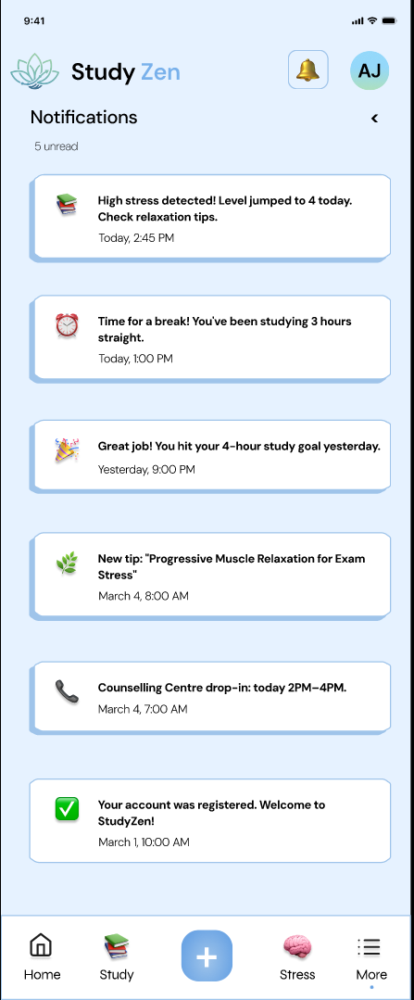 9:41
Study Zen
AJ
Notifications
<
5 unread
High stress detected! Level jumped to 4 today.
Check relaxation tips.
Today, 2:45 PM
Time for a break! You've been studying 3 hours
straight.
Today, 1:00 PM
Great job! You hit your 4-hour study goal yesterday.
Yesterday, 9:00 PM
New tip: "Progressive Muscle Relaxation for Exam
Stress"
March 4, 8:00 AM
Counselling Centre drop-in: today 2PM–4PM.
March 4, 7:00 AM
Your account was registered. Welcome to
StudyZen!
March 1, 10:00 AM
+
Home Study Stress More